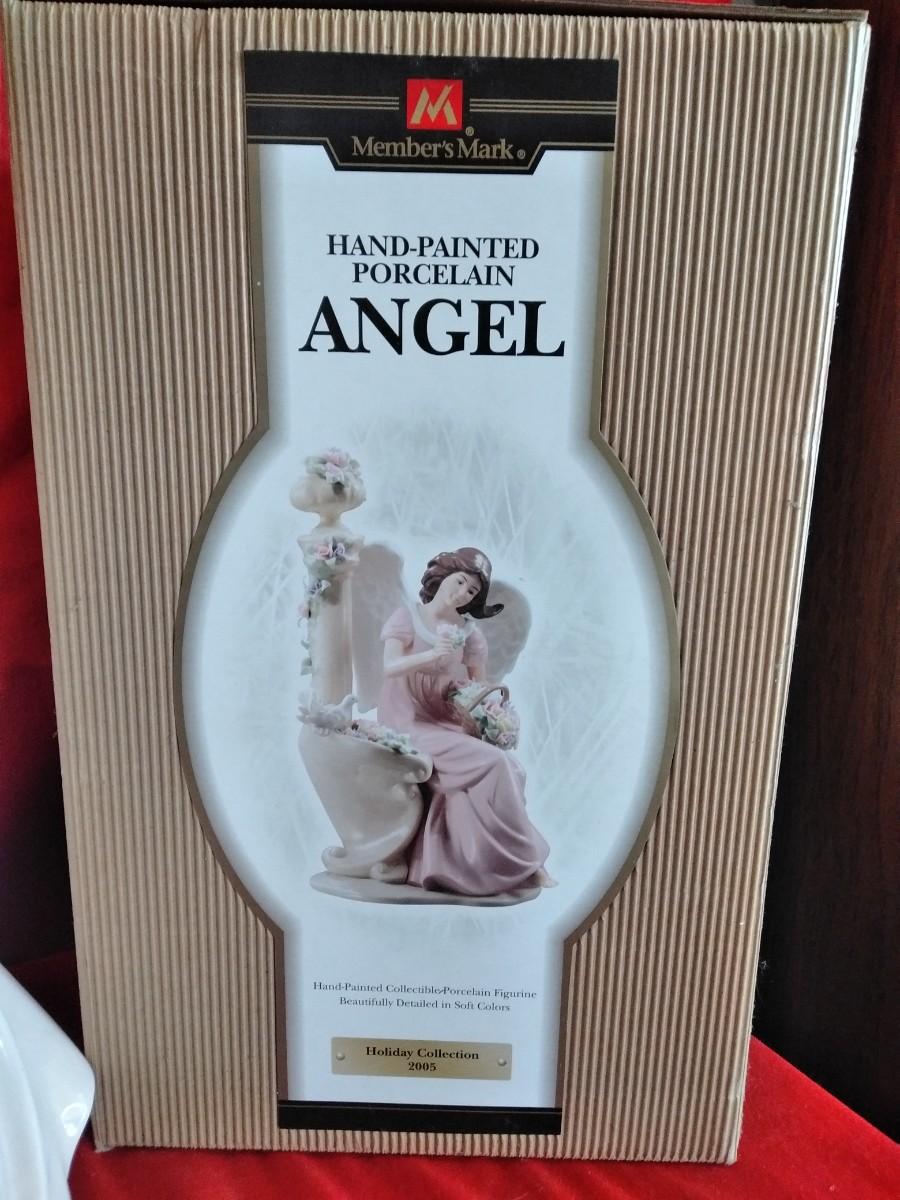 Member's Mark®
HAND-PAINTED
PORCELAIN
ANGEL
Hand-Painted Collectible Porcelain Figurine
Beautifully Detailed in Soft Colors
Holiday Collection
2005